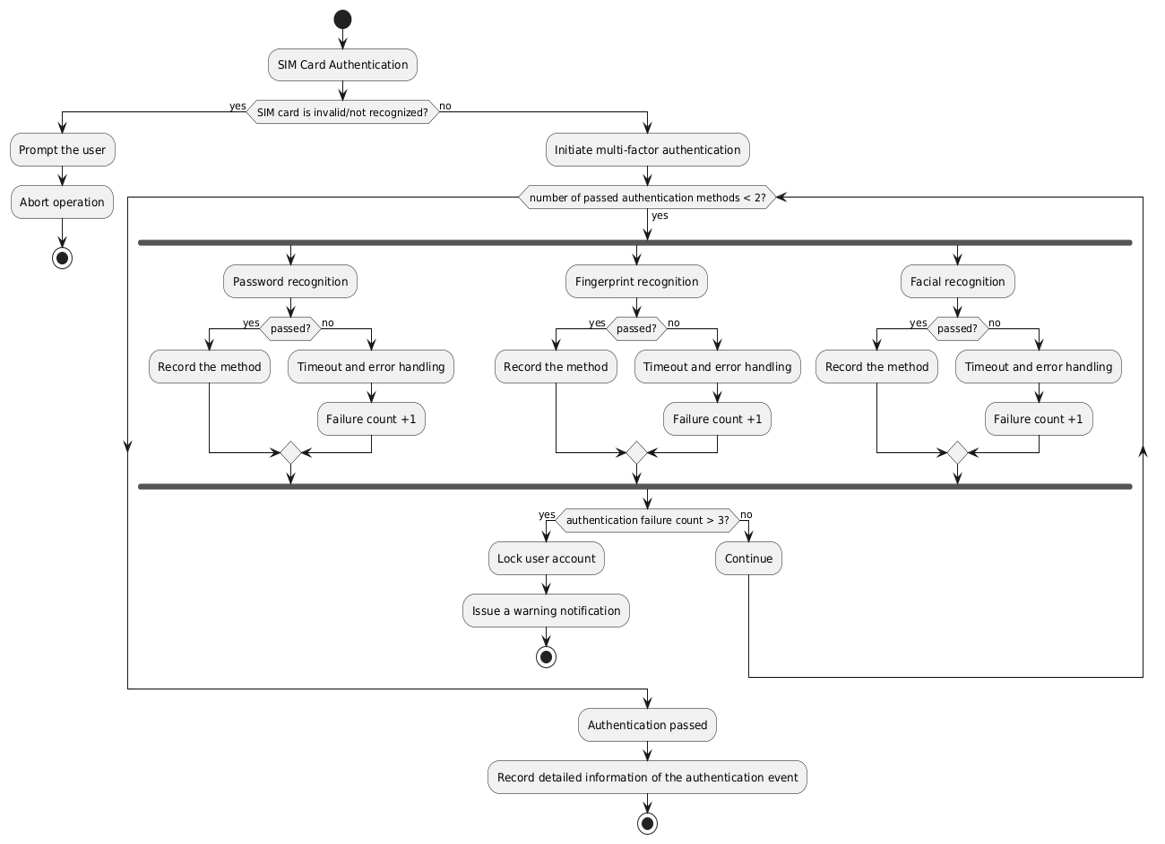 SIM Card Authentication
yes
SIM card is invalid/not recognized?
no
Prompt the user
Initiate multi-factor authentication
Abort operation
number of passed authentication methods < 2?
yes
Password recognition
Fingerprint recognition
Facial recognition
yes
passed?
no
yes
passed?
no
yes
passed?
no
Record the method
Timeout and error handling
Record the method
Timeout and error handling
Record the method
Timeout and error handling
Failure count +1
Failure count +1
Failure count +1
yes
authentication failure count > 3?
no
Lock user account
Continue
Issue a warning notification
Authentication passed
Record detailed information of the authentication event